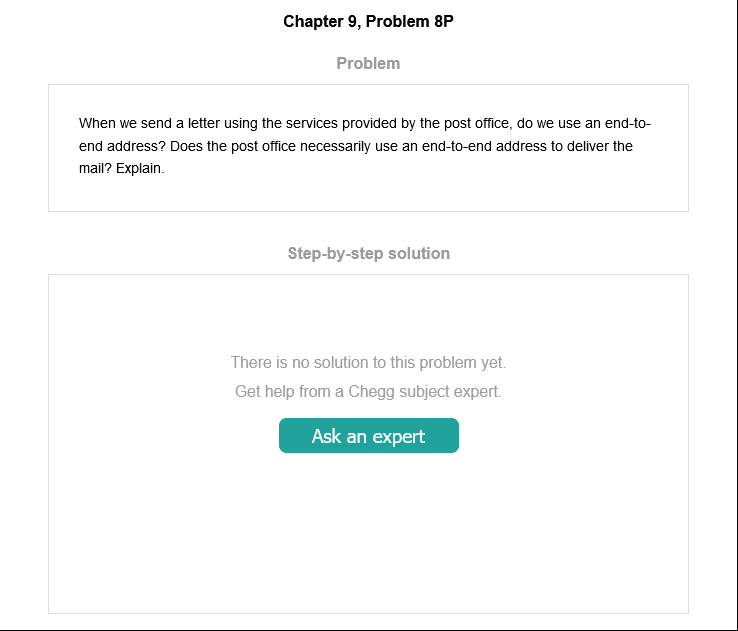 Chapter 9, Problem 8P
Problem
When we send a letter using the services provided by the post office, do we use an end-to-
end address? Does the post office necessarily use an end-to-end address to deliver the
mail? Explain.
Step-by-step solution
There is no solution to this problem yet.
Get help from a Chegg subject expert.
Ask an expert